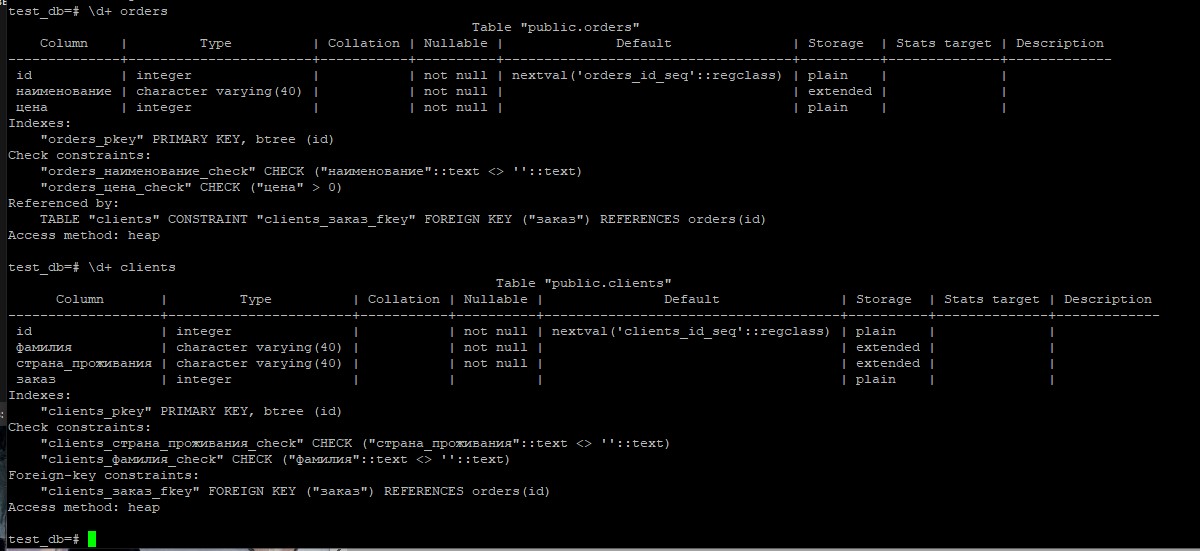 test_db=# \d+ orders
Table "public.orders"
Column | Type | Collation | Nullable | Default | Storage | Stats target | Description
---------------+-----------------------+-----------+----------+------------------------------------+----------+--------------+-------------
id | integer | | not null | nextval('orders_id_seq'::regclass) | plain | |
наименование | character varying(40) | | not null | | extended | |
цена | integer | | not null | | plain | |
Indexes:
"orders_pkey" PRIMARY KEY, btree (id)
Check constraints:
"orders_наименование_check" CHECK ("наименование"::text <> ''::text)
"orders_цена_check" CHECK ("цена" > 0)
Referenced by:
TABLE "clients" CONSTRAINT "clients_заказ_fkey" FOREIGN KEY ("заказ") REFERENCES orders(id)
Access method: heap
test_db=# \d+ clients
Table "public.clients"
Column | Type | Collation | Nullable | Default | Storage | Stats target | Description
-------------------+-----------------------+-----------+----------+-------------------------------------+----------+--------------+-------------
id | integer | | not null | nextval('clients_id_seq'::regclass) | plain | |
фамилия | character varying(40) | | not null | | extended | |
страна_проживания | character varying(40) | | not null | | extended | |
заказ | integer | | | | plain | |
Indexes:
"clients_pkey" PRIMARY KEY, btree (id)
Check constraints:
"clients_страна_проживания_check" CHECK ("страна_проживания"::text <> ''::text)
"clients_фамилия_check" CHECK ("фамилия"::text <> ''::text)
Foreign-key constraints:
"clients_заказ_fkey" FOREIGN KEY ("заказ") REFERENCES orders(id)
Access method: heap
test_db=#